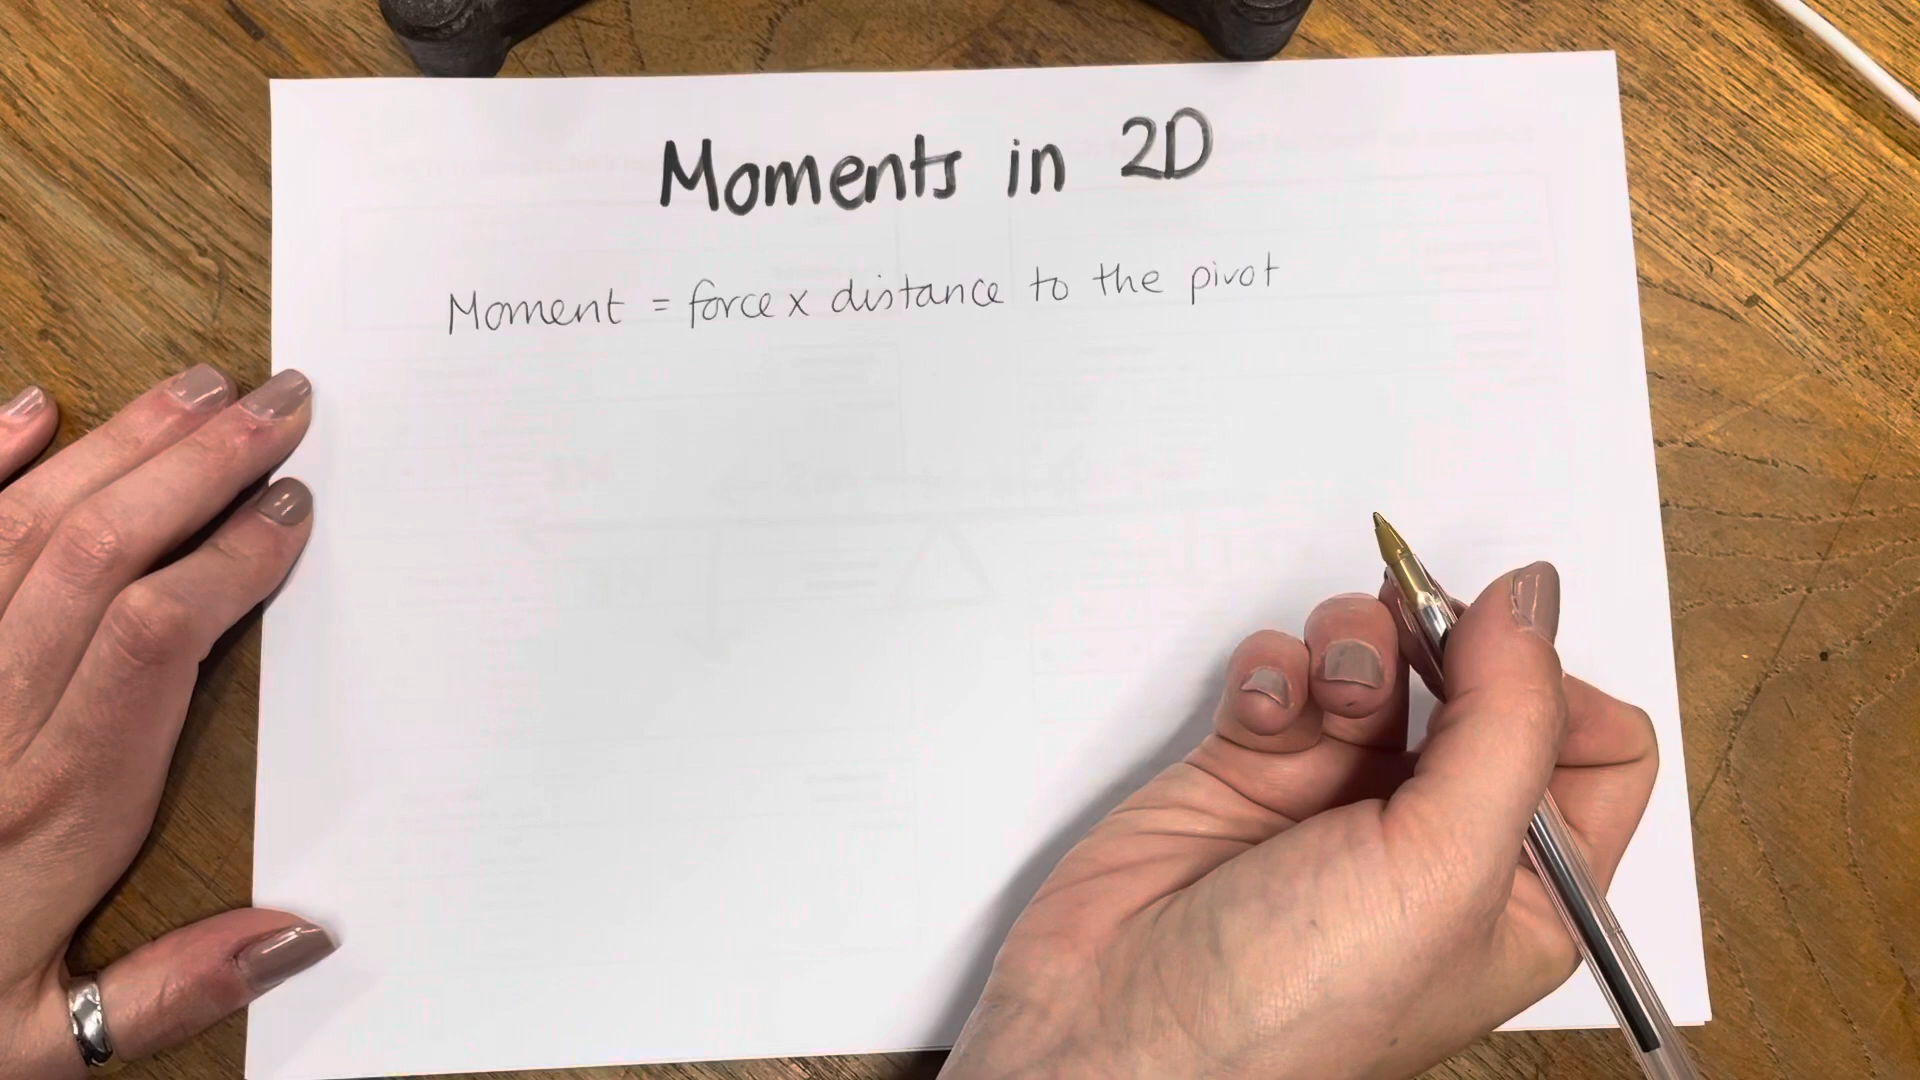 Moments in 2D
Moment = force x distance to the pivot